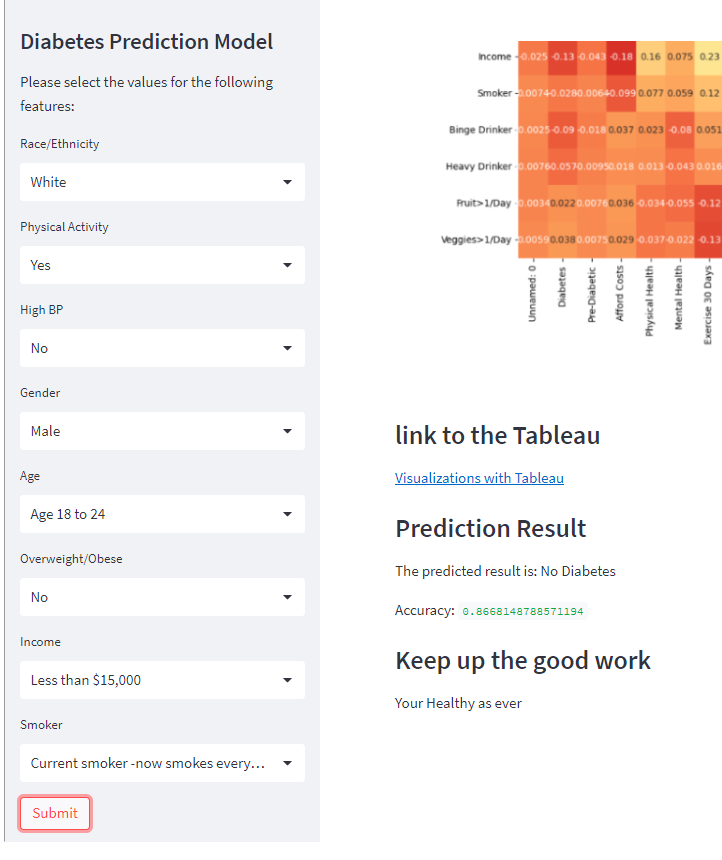 Diabetes Prediction Model
Please select the values for the following
features:
Race/Ethnicity
White
Physical Activity
Yes
High BP
No
Gender
Male
Age
Age 18 to 24
Overweight/Obese
No
Income
Less than $15,000
Smoker
Current smoker -now smokes every...
Submit
Income -0.025 -0.13 -0.043 -0.18 0.16 0.075 0.23
Smoker 0.0074 -0.028 0.0064 -0.099 0.077 0.059 0.12
Binge Drinker 0.0025 -0.09 -0.018 0.037 0.023 -0.08 0.051
Heavy Drinker 0.0076 -0.057 0.0095 0.018 0.013 -0.043 0.016
Fruit>1/Day 0.0034 0.022 0.0076 0.036 -0.034 -0.055 -0.12
Veggies>1/Day 0.0059 0.038 0.0075 0.029 -0.037 -0.022 -0.13
Unnamed: 0
Diabetes
Pre-Diabetic
Afford Costs
Physical Health
Mental Health
Exercise 30 Days
link to the Tableau
Visualizations with Tableau
Prediction Result
The predicted result is: No Diabetes
Accuracy: 0.8668148788571194
Keep up the good work
Your Healthy as ever